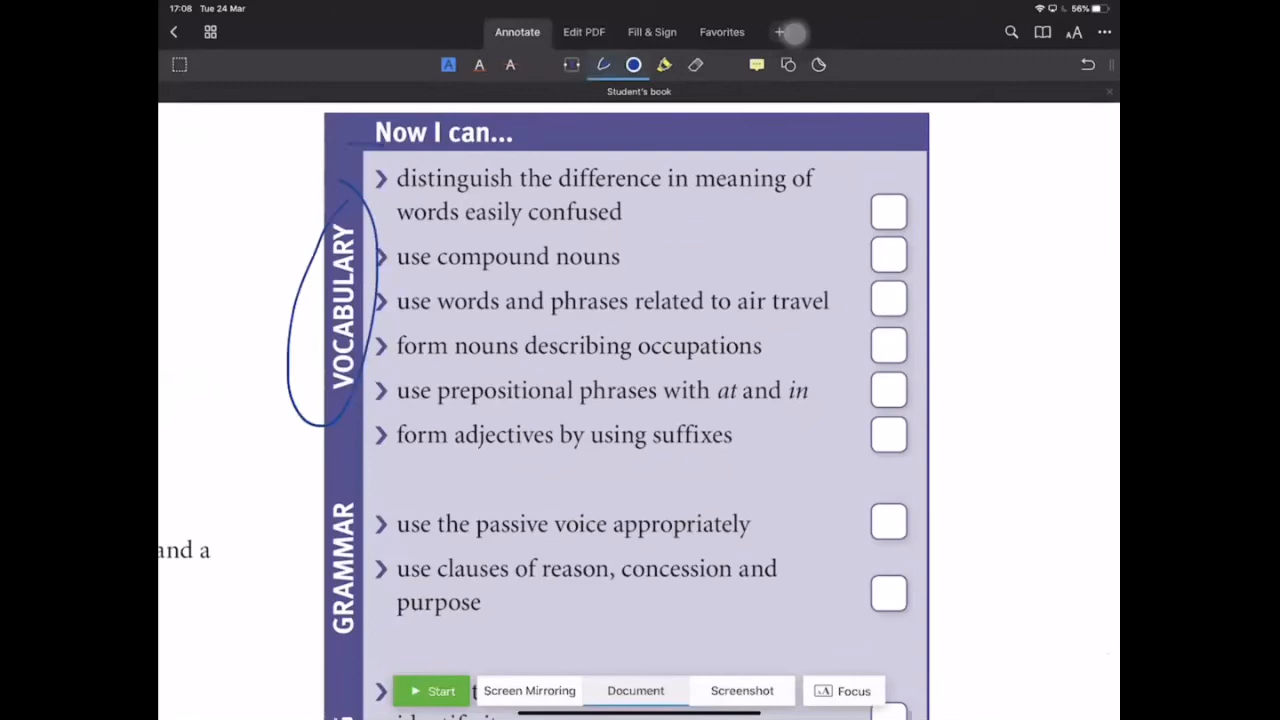 17:08 Tue 24 Mar
56%
Annotate Edit PDF Fill & Sign Favorites +
AA
A A A
Student's book
Now I can...
VOCABULARY
distinguish the difference in meaning of
words easily confused
use compound nouns
use words and phrases related to air travel
form nouns describing occupations
use prepositional phrases with at and in
form adjectives by using suffixes
and a
GRAMMAR
use the passive voice appropriately
use clauses of reason, concession and
purpose
Start Screen Mirroring Document Screenshot AA Focus